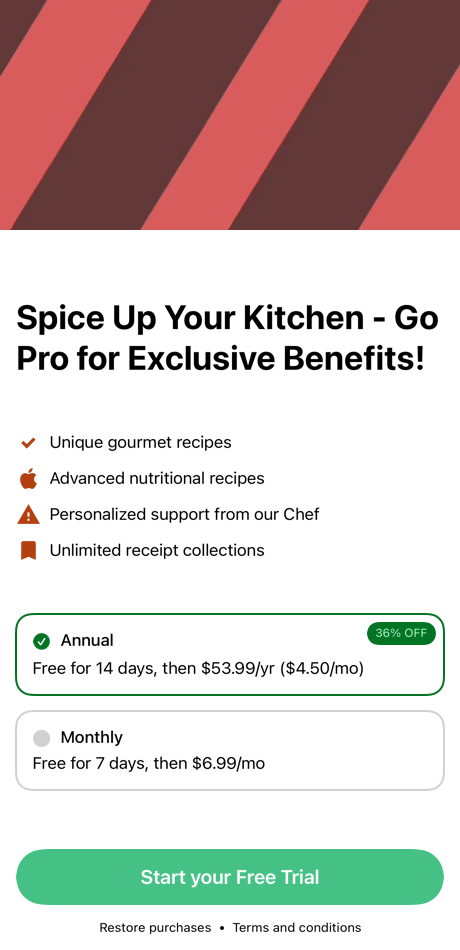 Spice Up Your Kitchen - Go
Pro for Exclusive Benefits!
Unique gourmet recipes
Advanced nutritional recipes
Personalized support from our Chef
Unlimited receipt collections
Annual
36% OFF
Free for 14 days, then $53.99/yr ($4.50/mo)
Monthly
Free for 7 days, then $6.99/mo
Start your Free Trial
Restore purchases • Terms and conditions